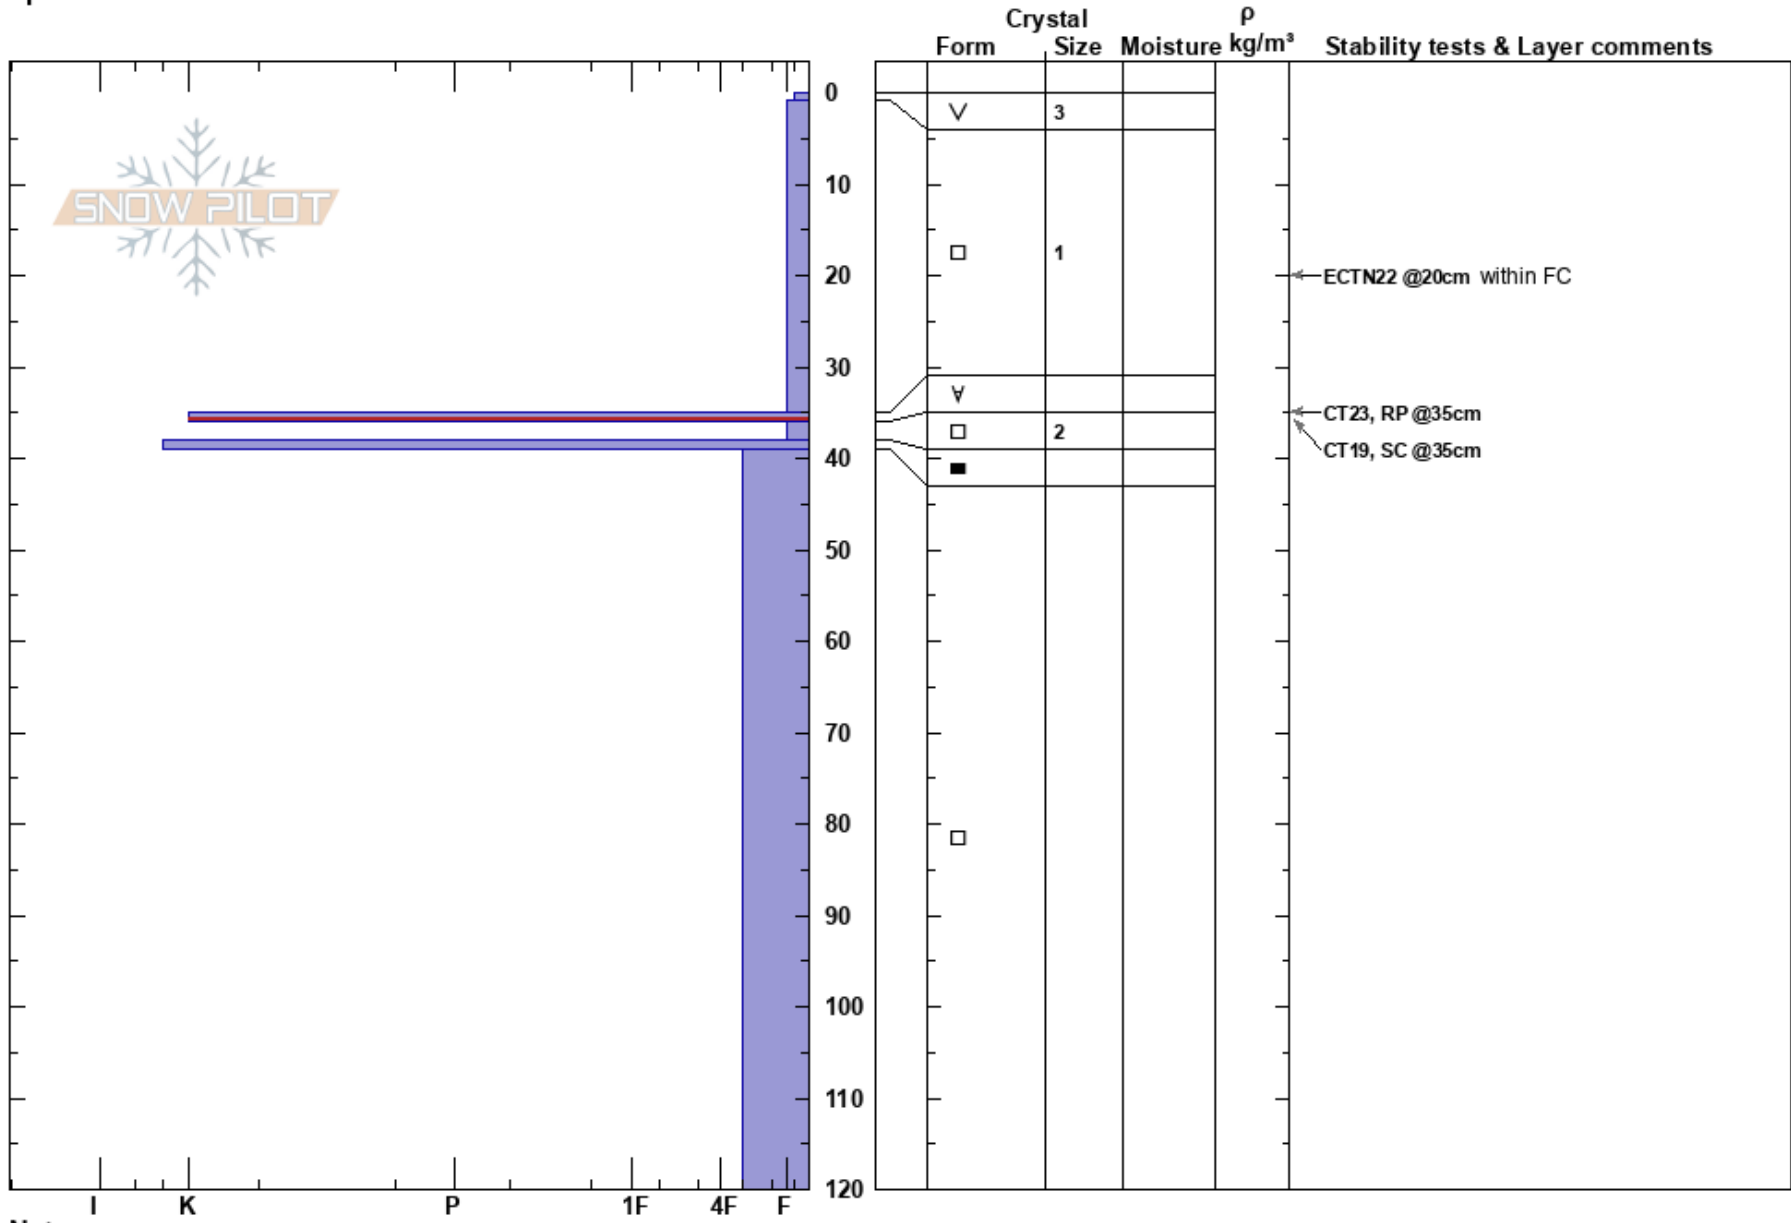 Crystal ρ
Form Size Moisture kg/m³ Stability tests & Layer comments
0
3
SNOW PILOT
10
1
20
ECTN22 @20cm within FC
30
CT23, RP @35cm
2
CT19, SC @35cm
40
50
60
70
80
90
100
110
120
I K P 1F 4F F